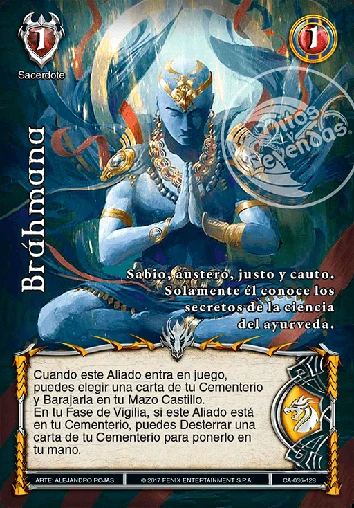 1
1
Sacerdote
Mitos
y
Leyendas
Bráhmana
Sabio, austero, justo y cauto.
Solamente él conoce los
secretos de la ciencia
del ayurveda.
Cuando este Aliado entra en juego,
puedes elegir una carta de tu Cementerio
y Barajarla en tu Mazo Castillo.
En tu Fase de Vigilia, si este Aliado está
en tu Cementerio, puedes Desterrar una
carta de tu Cementerio para ponerlo en
tu mano.
ARTE: ALEJANDRO ROJAS
© 2017 FENIX ENTERTAINMENT S.P.A.